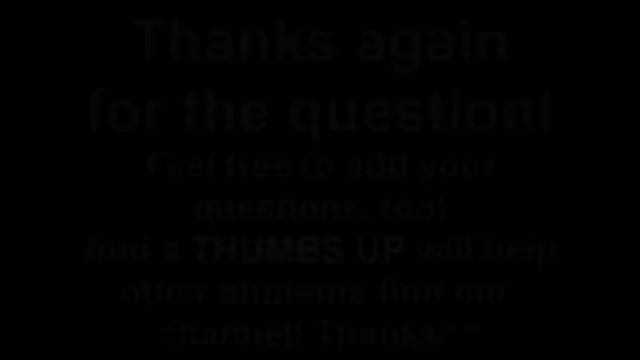 Thanks again
for the question!
Feel free to add your
questions, too!
And a THUMBS UP will help
other students find our
channel! Thanks^^